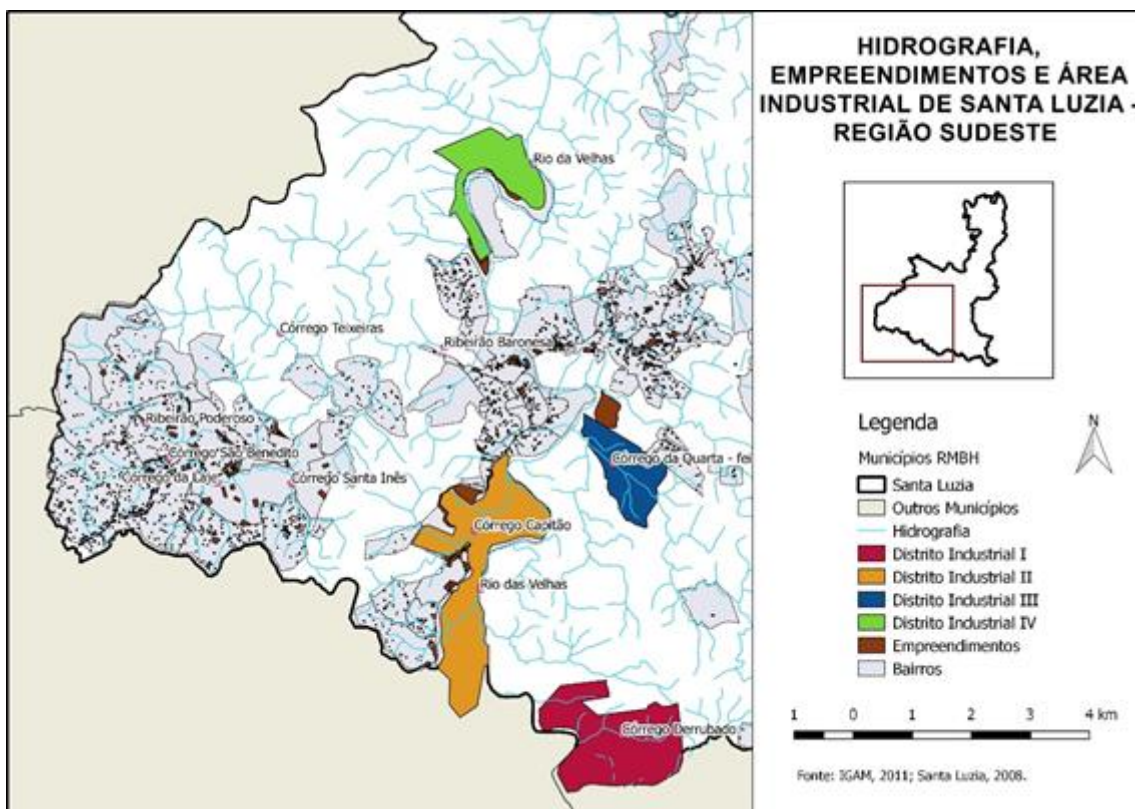 HIDROGRAFIA,
EMPREENDIMENTOS E ÁREA
INDUSTRIAL DE SANTA LUZIA -
REGIÃO SUDESTE
Rio da Velhas
Córrego Teixeiras
Ribeirão Baronesa
Ribeirão Poderoso
Córrego São Benedito
Córrego da Laje
Córrego Santa Inês
Córrego da Quarta - fei
Córrego Capitão
Rio das Velhas
Córrego Derrubado
Legenda
Municípios RMBH
Santa Luzia
Outros Municípios
Hidrografia
Distrito Industrial I
Distrito Industrial II
Distrito Industrial III
Distrito Industrial IV
Empreendimentos
Bairros
N
1 0 1 2 3 4 km
Fonte: IGAM, 2011; Santa Luzia, 2008.